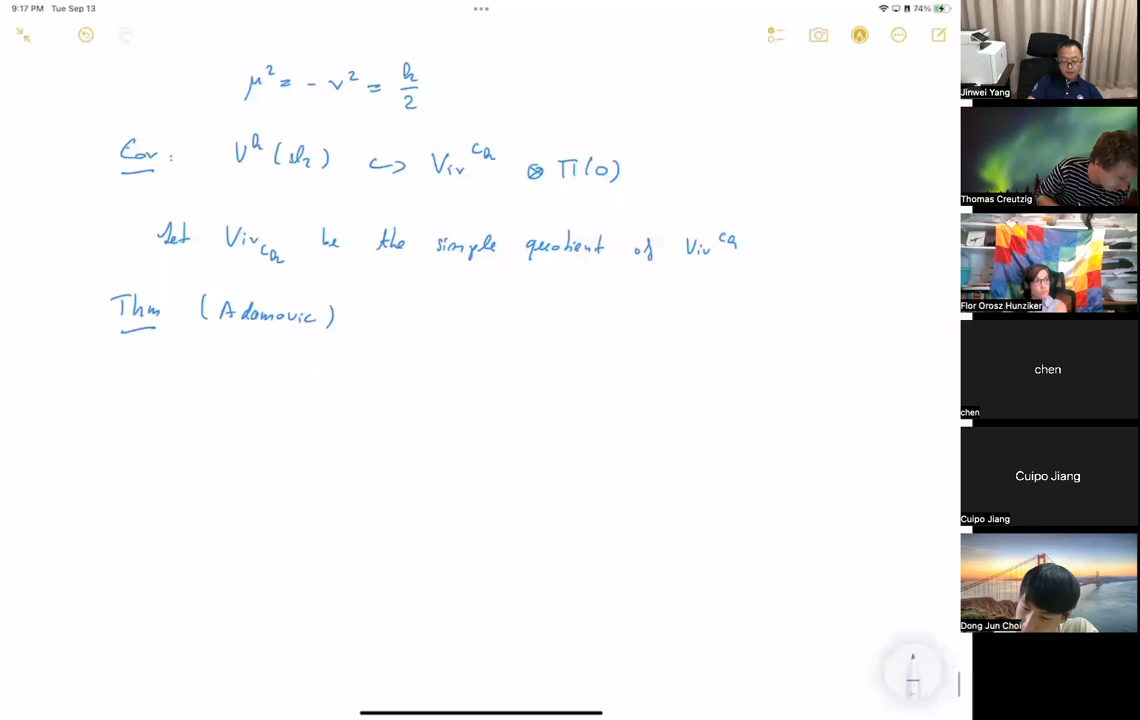 9:17 PM Tue Sep 13
74%
μ² = - ν² = k/2
Cor: V^k (sl₂) ↪ Vir^{c_k} ⊗ Π(0)
Let Vir_{c_k} be the simple quotient of Vir^{c_k}
Thm (Adamovic)
Jinwei Yang
Thomas Creutzig
Flor Orosz Hunziker
chen
chen
Cuipo Jiang
Cuipo Jiang
Dong Jun Choi